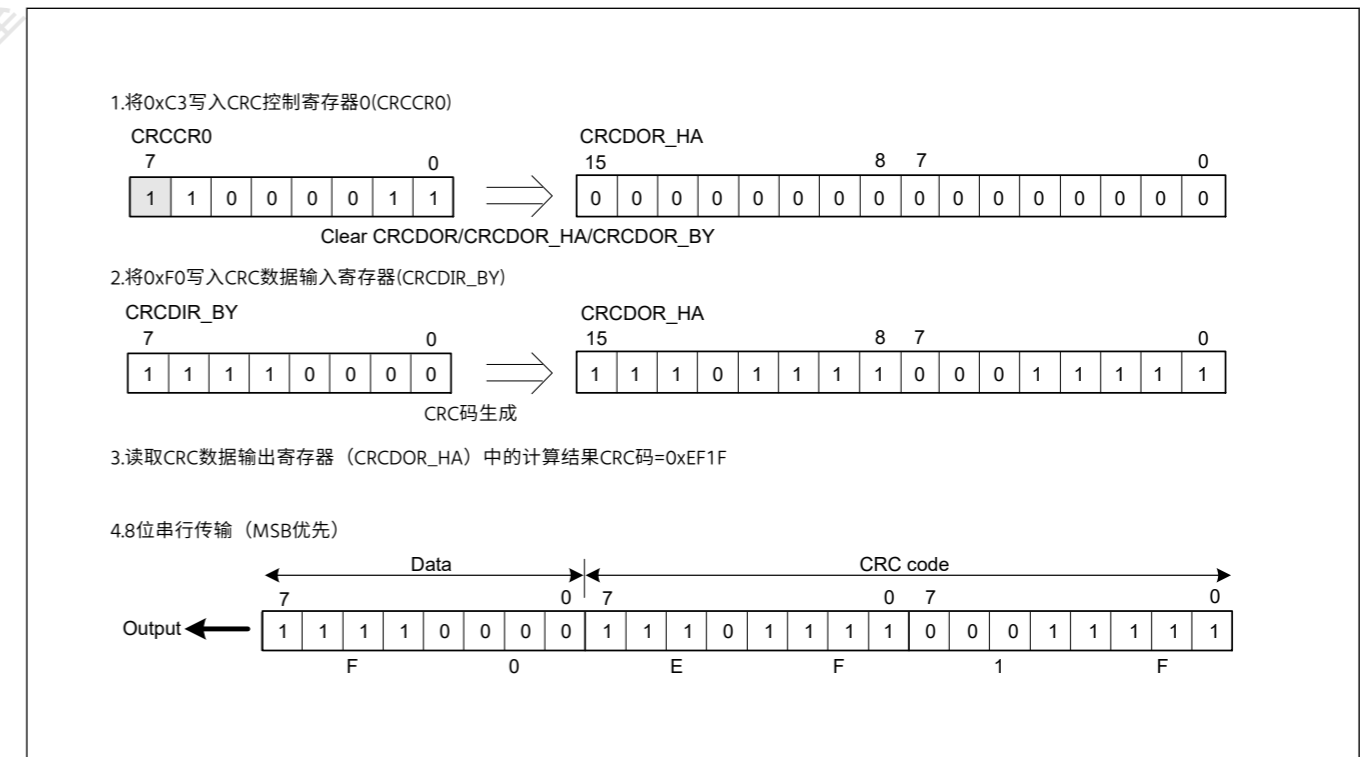 1.将0xC3写入CRC控制寄存器0(CRCCR0)
CRCCR0 CRCDOR_HA
7 0 15 8 7 0
1 1 0 0 0 0 1 1 0 0 0 0 0 0 0 0 0 0 0 0 0 0 0 0
Clear CRCDOR/CRCDOR_HA/CRCDOR_BY
2.将0xF0写入CRC数据输入寄存器(CRCDIR_BY)
CRCDIR_BY CRCDOR_HA
7 0 15 8 7 0
1 1 1 1 0 0 0 0 1 1 1 0 1 1 1 1 0 0 0 1 1 1 1 1
CRC码生成
3.读取CRC数据输出寄存器（CRCDOR_HA）中的计算结果CRC码=0xEF1F
4.8位串行传输（MSB优先）
Data CRC code
7 0 7 0 7 0
Output 1 1 1 1 0 0 0 0 1 1 1 0 1 1 1 1 0 0 0 1 1 1 1 1
F 0 E F 1 F